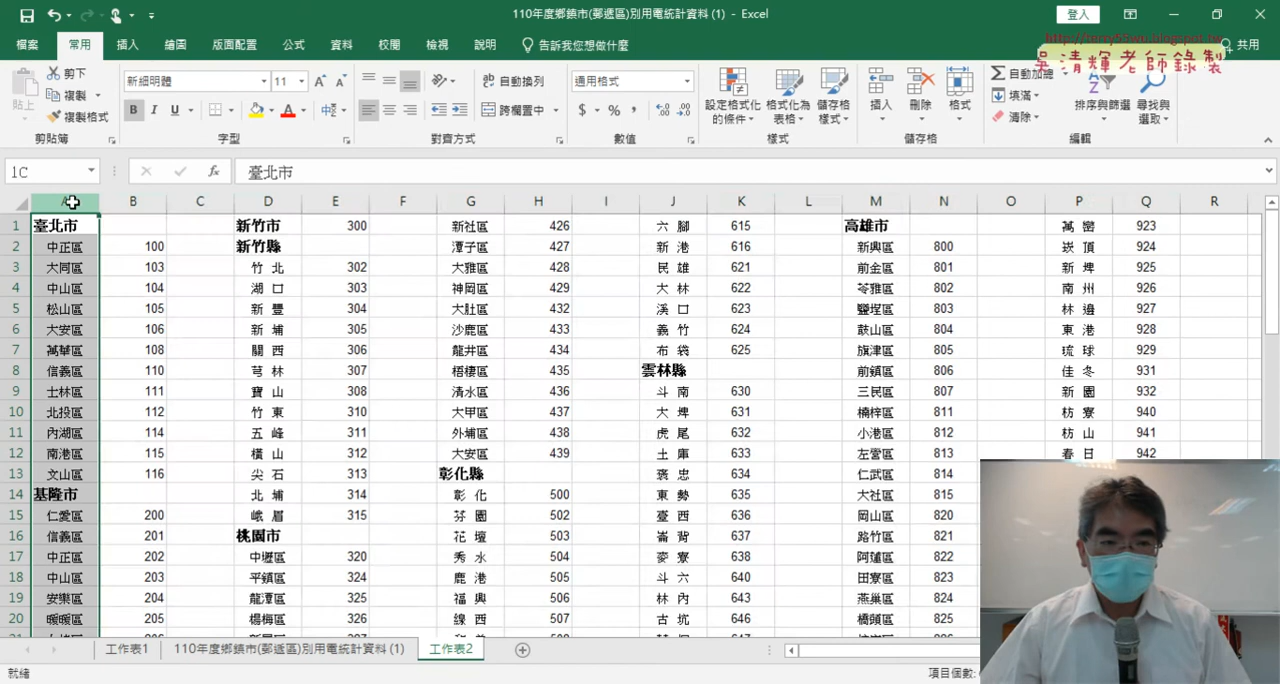 110年度鄉鎮市(郵遞區)別用電統計資料 (1) - Excel
登入
檔案 常用 插入 繪圖 版面配置 公式 資料 校閱 檢視 說明 告訴我您想做什麼 共用
http://terry55wu.blogspot.tw
吳清輝老師錄製
貼上 剪下 複製 複製格式 剪貼簿
新細明體 11 B I U 字型
自動換列 跨欄置中 對齊方式
通用格式 $ % 數值
設定格式化的條件 格式化為表格 儲存格樣式 樣式
插入 刪除 格式 儲存格
自動加總 填滿 清除 排序與篩選 尋找與選取 編輯
1C fx 臺北市
A B C D E F G H I J K L M N O P Q R
1 臺北市 新竹市 300 新社區 426 六 腳 615 高雄市 萬 巒 923
2 中正區 100 新竹縣 潭子區 427 新 港 616 新興區 800 崁 頂 924
3 大同區 103 竹 北 302 大雅區 428 民 雄 621 前金區 801 新 埤 925
4 中山區 104 湖 口 303 神岡區 429 大 林 622 苓雅區 802 南 州 926
5 松山區 105 新 豐 304 大肚區 432 溪 口 623 鹽埕區 803 林 邊 927
6 大安區 106 新 埔 305 沙鹿區 433 義 竹 624 鼓山區 804 東 港 928
7 萬華區 108 關 西 306 龍井區 434 布 袋 625 旗津區 805 琉 球 929
8 信義區 110 芎 林 307 梧棲區 435 雲林縣 前鎮區 806 佳 冬 931
9 士林區 111 寶 山 308 清水區 436 斗 南 630 三民區 807 新 園 932
10 北投區 112 竹 東 310 大甲區 437 大 埤 631 楠梓區 811 枋 寮 940
11 內湖區 114 五 峰 311 外埔區 438 虎 尾 632 小港區 812 枋 山 941
12 南港區 115 橫 山 312 大安區 439 土 庫 633 左營區 813 春 日 942
13 文山區 116 尖 石 313 彰化縣 褒 忠 634 仁武區 814
14 基隆市 北 埔 314 彰 化 500 東 勢 635 大社區 815
15 仁愛區 200 峨 眉 315 芬 園 502 臺 西 636 岡山區 820
16 信義區 201 桃園市 花 壇 503 崙 背 637 路竹區 821
17 中正區 202 中壢區 320 秀 水 504 麥 寮 638 阿蓮區 822
18 中山區 203 平鎮區 324 鹿 港 505 斗 六 640 田寮區 823
19 安樂區 204 龍潭區 325 福 興 506 林 內 643 燕巢區 824
20 暖暖區 205 楊梅區 326 線 西 507 古 坑 646 橋頭區 825
工作表1 110年度鄉鎮市(郵遞區)別用電統計資料 (1) 工作表2
就緒 項目個數: